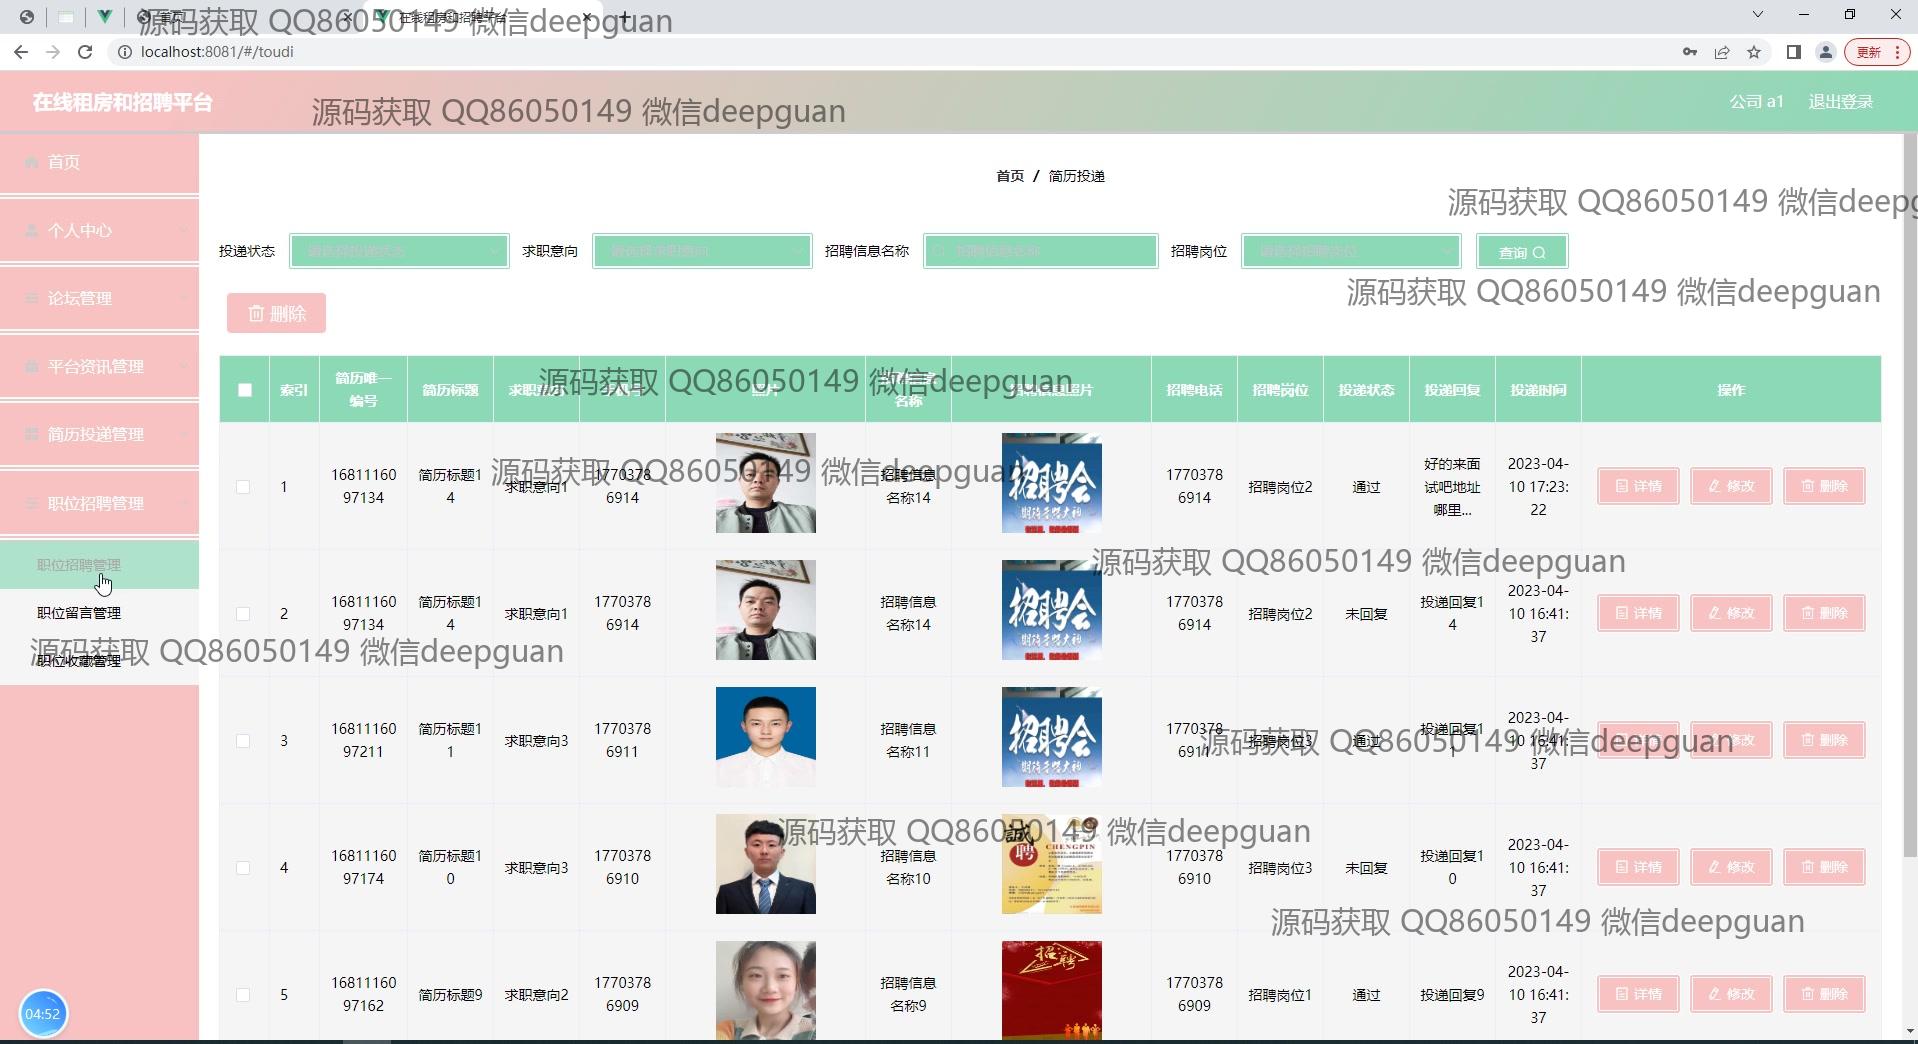 首页
在线租房和招聘平台
源码获取 QQ86050149 微信deepguan
localhost:8081/#/toudi
更新
在线租房和招聘平台
源码获取 QQ86050149 微信deepguan
公司 a1
退出登录
首页
个人中心
论坛管理
平台资讯管理
简历投递管理
职位招聘管理
职位招聘管理
职位留言管理
职位收藏管理
源码获取 QQ86050149 微信deepguan
首页 / 简历投递
源码获取 QQ86050149 微信deepg
投递状态 请选择投递状态 求职意向 请选择求职意向 招聘信息名称 招聘信息名称 招聘岗位 请选择招聘岗位 查询
源码获取 QQ86050149 微信deepguan
删除
索引 简历唯一编号 简历标题 求职意向 手机号 照片 招聘信息名称 招聘信息照片 招聘电话 招聘岗位 投递状态 投递回复 投递时间 操作
源码获取 QQ86050149 微信deepguan
1 1681116097134 简历标题14 求职意向1 17703786914 招聘信息名称14 招聘会 17703786914 招聘岗位2 通过 好的来面试吧地址哪里... 2023-04-10 17:23:22 详情 修改 删除
源码获取 QQ86050149 微信deepguan
2 1681116097134 简历标题14 求职意向1 17703786914 招聘信息名称14 招聘会 17703786914 招聘岗位2 未回复 投递回复14 2023-04-10 16:41:37 详情 修改 删除
源码获取 QQ86050149 微信deepguan
3 1681116097211 简历标题11 求职意向3 17703786911 招聘信息名称11 招聘会 17703786911 招聘岗位3 通过 投递回复11 2023-04-10 16:41:37 详情 修改 删除
源码获取 QQ86050149 微信deepguan
4 1681116097174 简历标题10 求职意向3 17703786910 招聘信息名称10 誠聘 CHENGPIN 17703786910 招聘岗位3 未回复 投递回复10 2023-04-10 16:41:37 详情 修改 删除
源码获取 QQ86050149 微信deepguan
源码获取 QQ86050149 微信deepguan
5 1681116097162 简历标题9 求职意向2 17703786909 招聘信息名称9 招聘 17703786909 招聘岗位1 通过 投递回复9 2023-04-10 16:41:37 详情 修改 删除
04:52